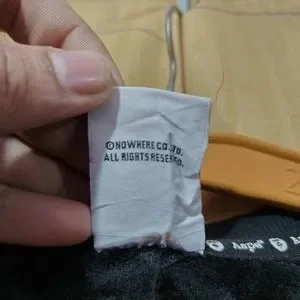 ©NOWHERE CO.,LTD.
ALL RIGHTS RESERVED.
Aape®
A